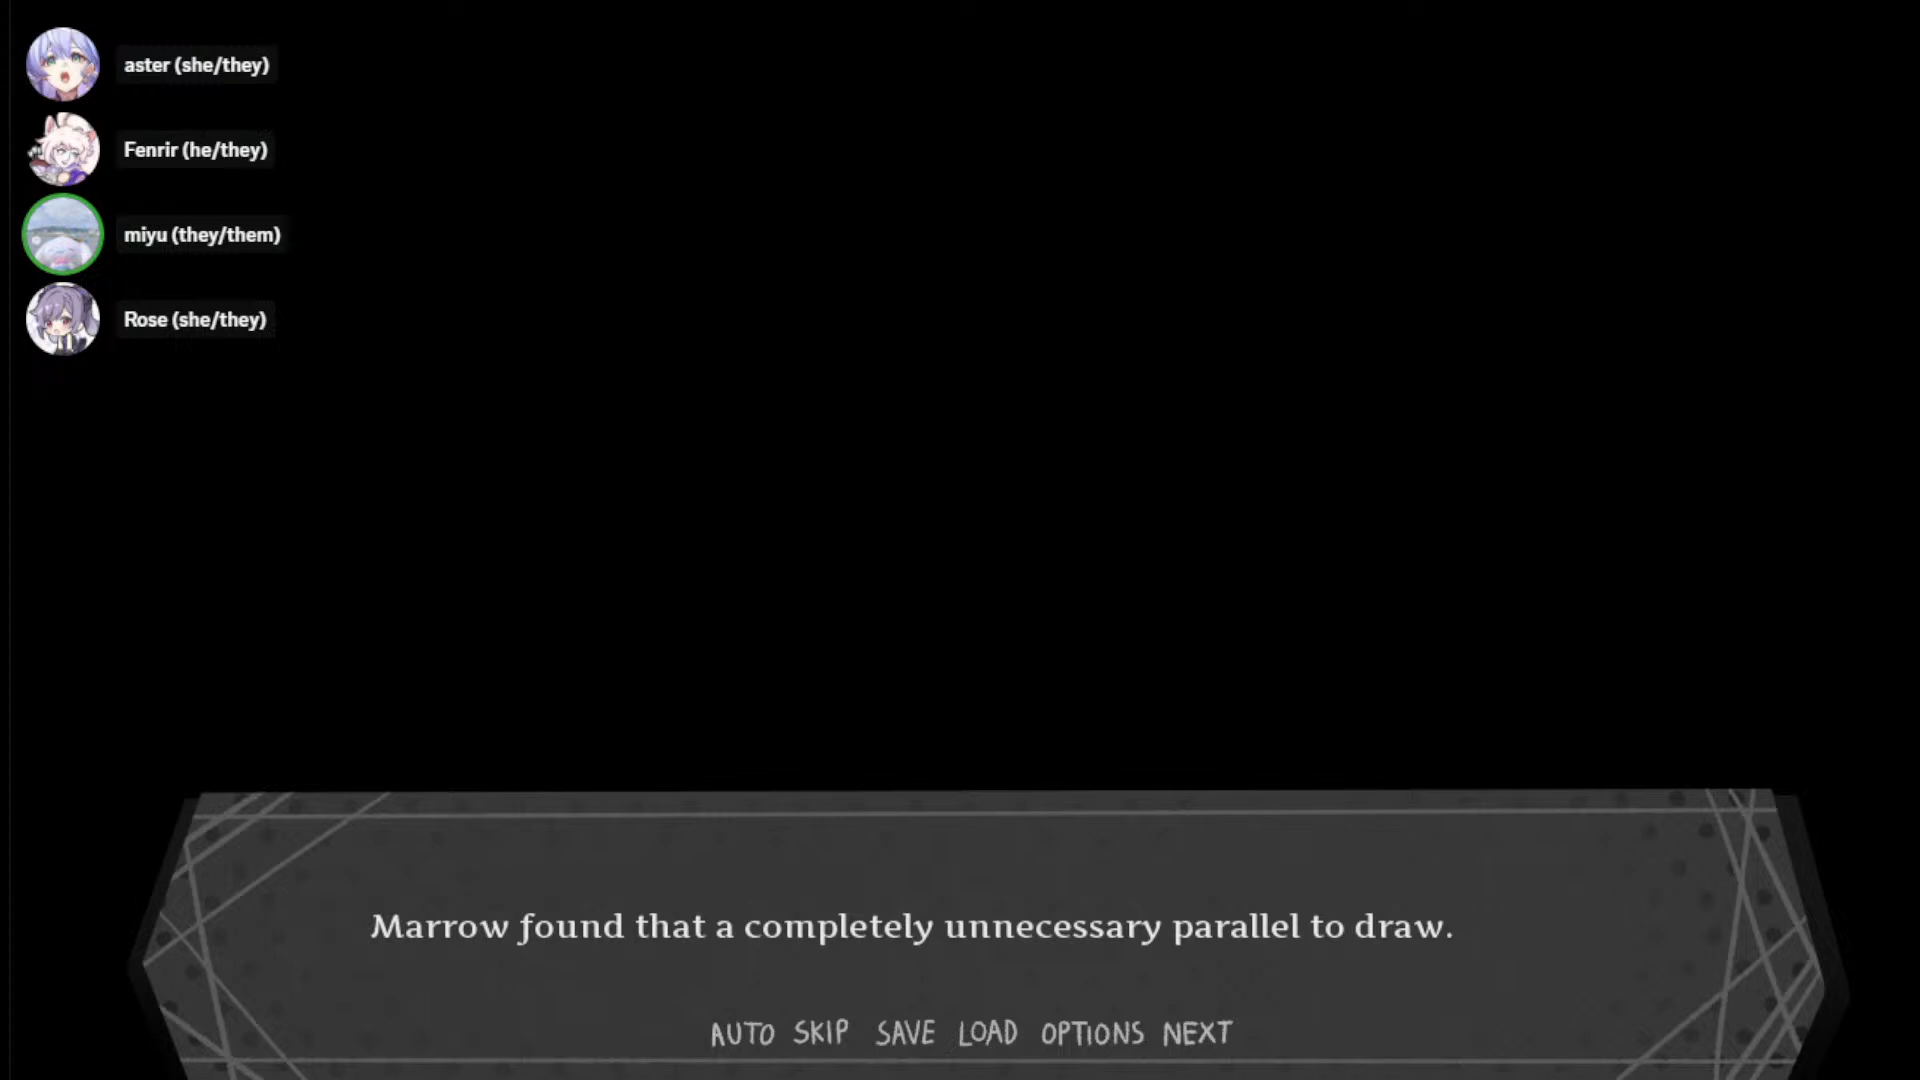 aster (she/they)
Fenrir (he/they)
miyu (they/them)
Rose (she/they)
Marrow found that a completely unnecessary parallel to draw.
AUTO SKIP SAVE LOAD OPTIONS NEXT